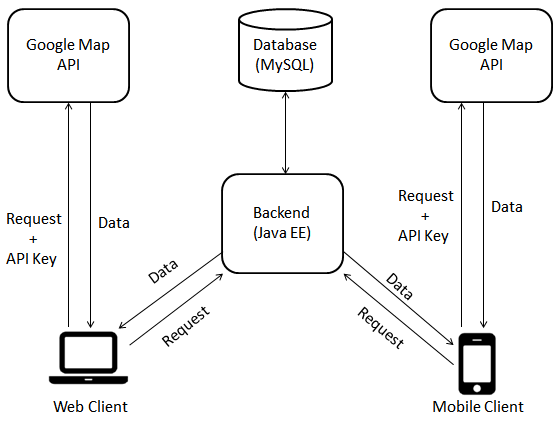 Google Map
API
Database
(MySQL)
Google Map
API
Request
+
API Key
Data
Backend
(Java EE)
Request
+
API Key
Data
Data
Request
Data
Request
Web Client
Mobile Client